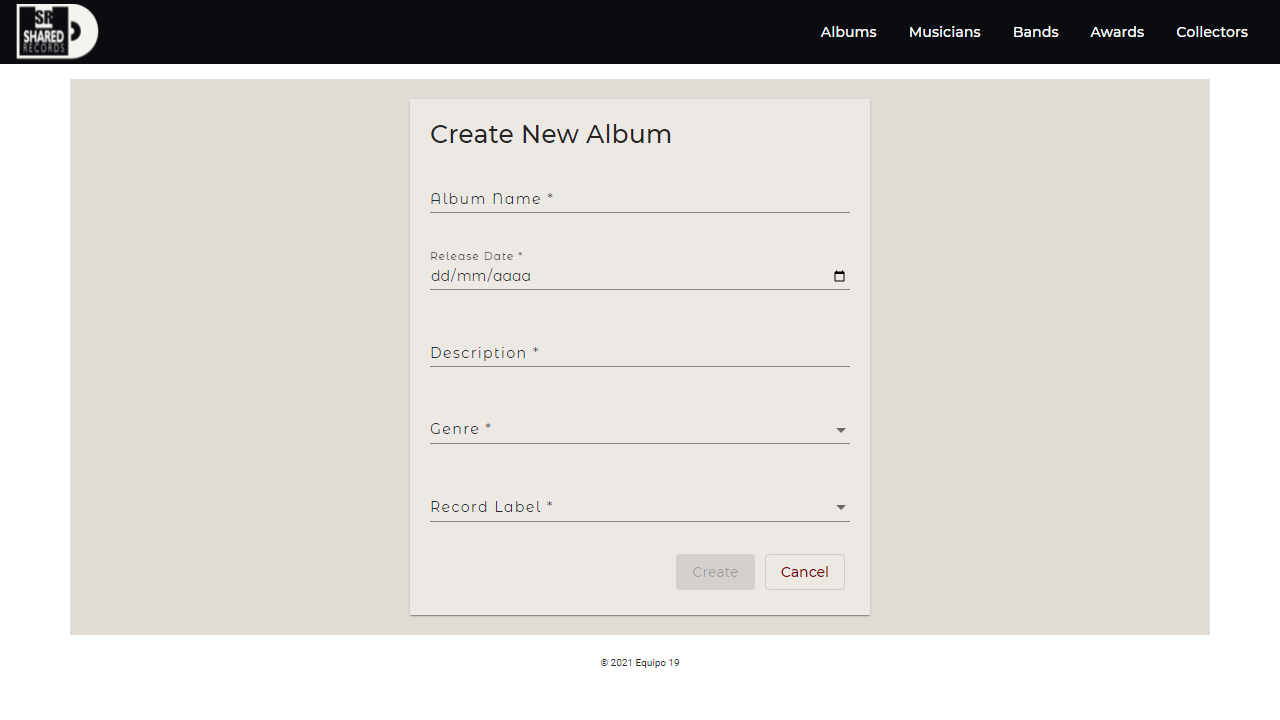 SR
SHARED
RECORDS
Albums
Musicians
Bands
Awards
Collectors
Create New Album
Album Name *
Release Date *
dd/mm/aaaa
Description *
Genre *
Record Label *
Create
Cancel
© 2021 Equipo 19